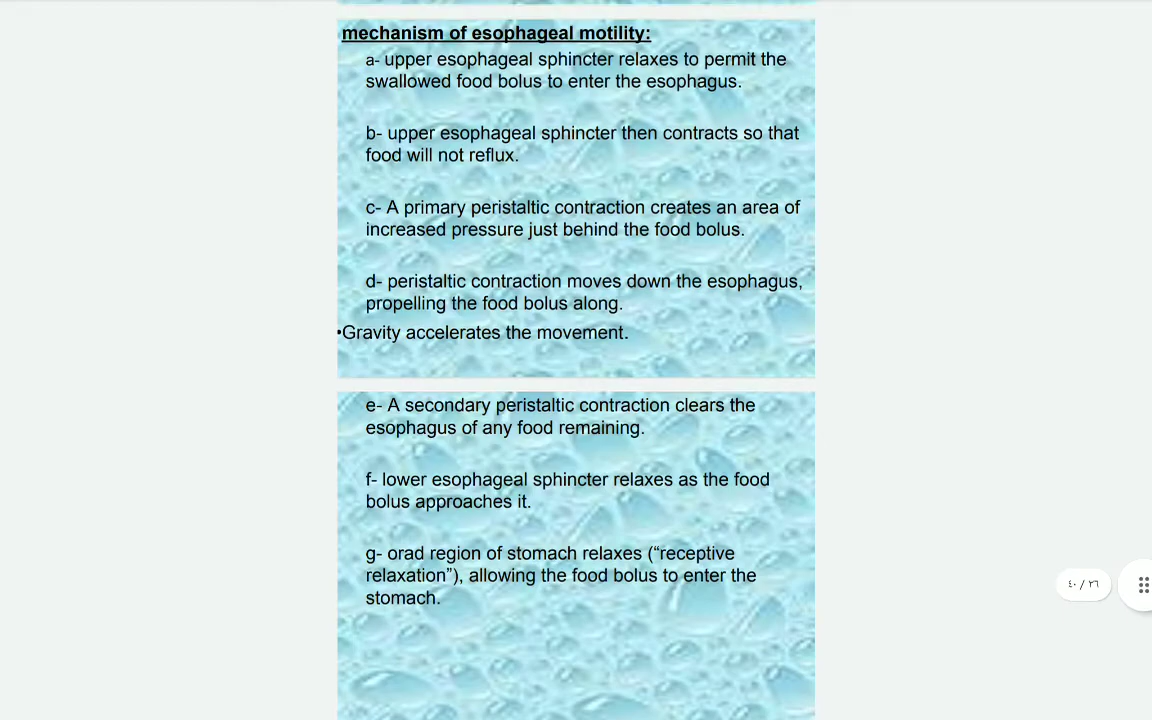 mechanism of esophageal motility:
a- upper esophageal sphincter relaxes to permit the
swallowed food bolus to enter the esophagus.
b- upper esophageal sphincter then contracts so that
food will not reflux.
c- A primary peristaltic contraction creates an area of
increased pressure just behind the food bolus.
d- peristaltic contraction moves down the esophagus,
propelling the food bolus along.
•Gravity accelerates the movement.
e- A secondary peristaltic contraction clears the
esophagus of any food remaining.
f- lower esophageal sphincter relaxes as the food
bolus approaches it.
g- orad region of stomach relaxes (“receptive
relaxation”), allowing the food bolus to enter the
stomach.
٤٠ / ٢٦